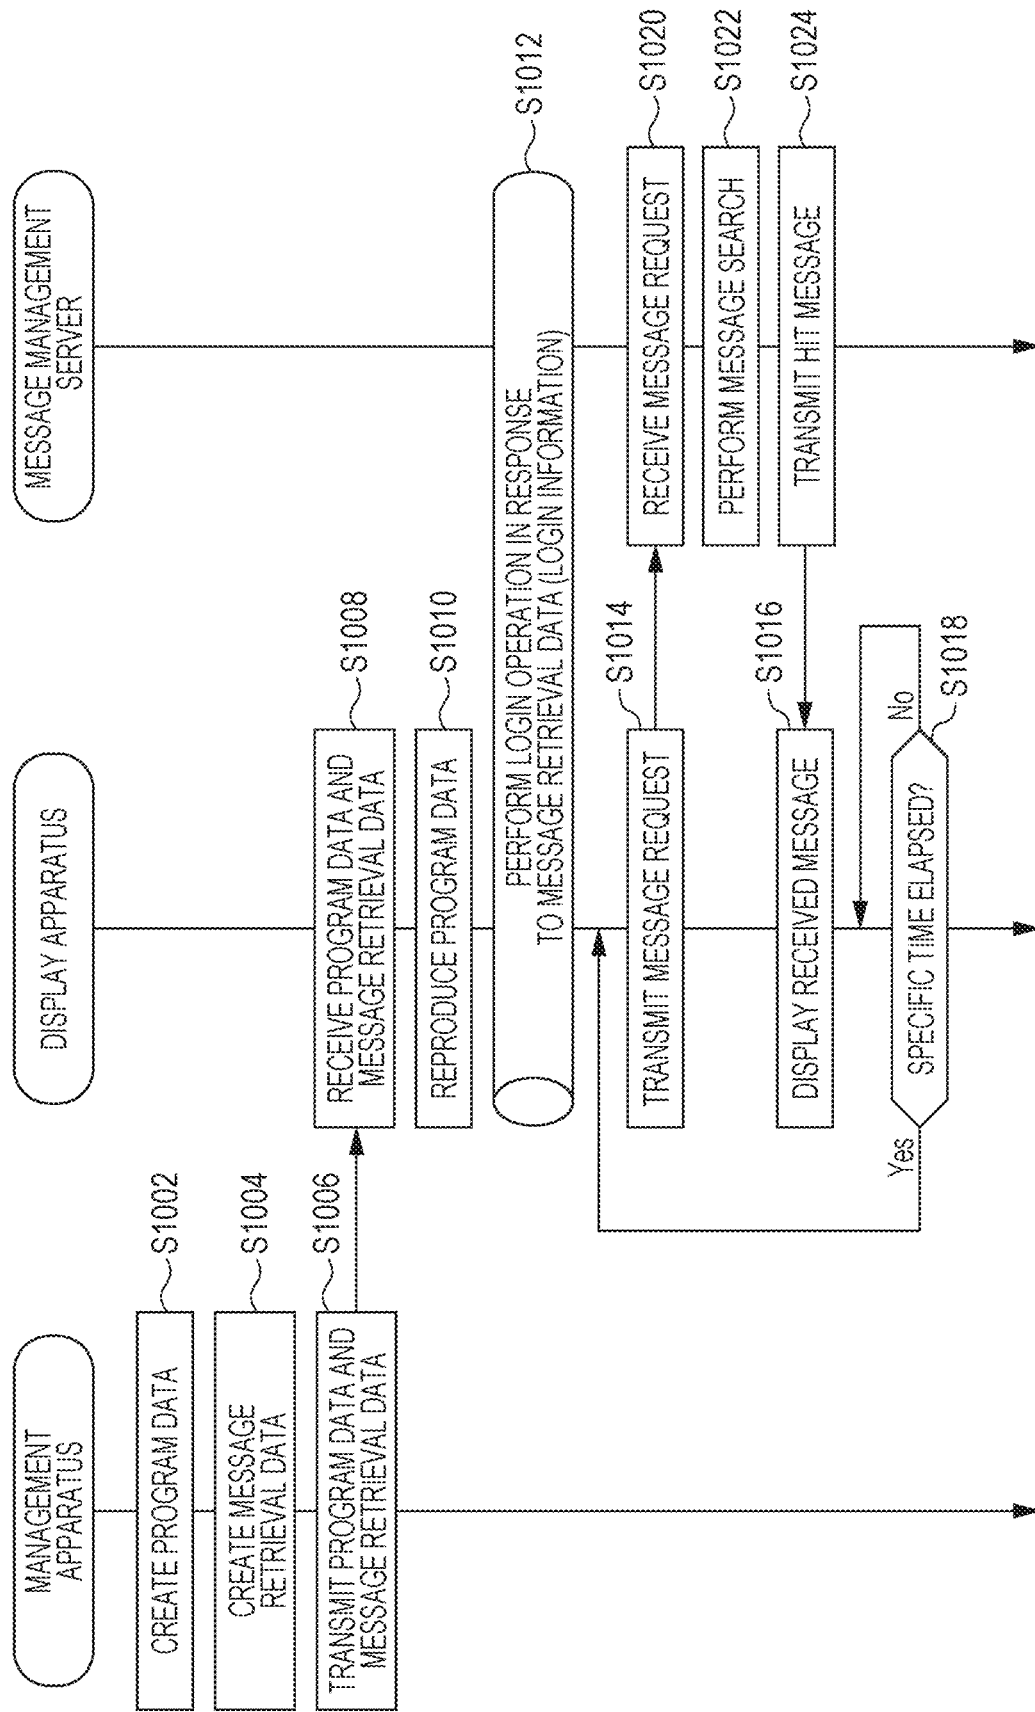 MANAGEMENT
APPARATUS
DISPLAY APPARATUS
MESSAGE MANAGEMENT
SERVER
CREATE PROGRAM DATA
S1002
CREATE MESSAGE
RETRIEVAL DATA
S1004
TRANSMIT PROGRAM DATA AND
MESSAGE RETRIEVAL DATA
S1006
RECEIVE PROGRAM DATA AND
MESSAGE RETRIEVAL DATA
S1008
REPRODUCE PROGRAM DATA
S1010
PERFORM LOGIN OPERATION IN RESPONSE
TO MESSAGE RETRIEVAL DATA (LOGIN INFORMATION)
S1012
TRANSMIT MESSAGE REQUEST
S1014
RECEIVE MESSAGE REQUEST
S1020
PERFORM MESSAGE SEARCH
S1022
DISPLAY RECEIVED MESSAGE
S1016
TRANSMIT HIT MESSAGE
S1024
Yes
SPECIFIC TIME ELAPSED?
No
S1018